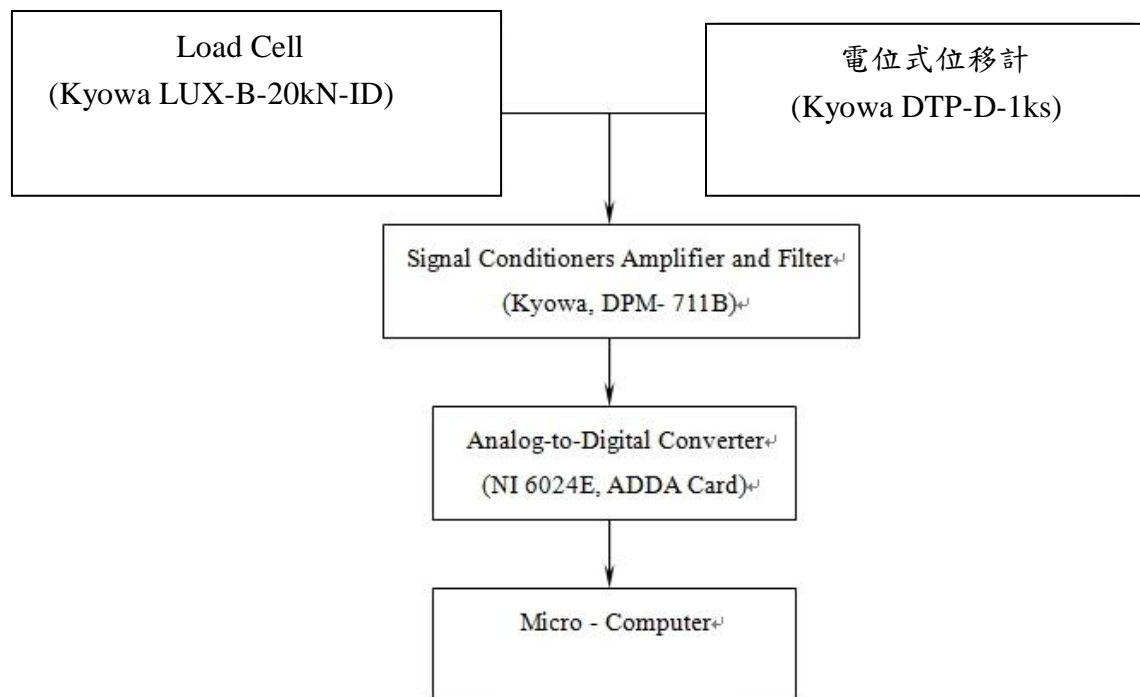 Load Cell
(Kyowa LUX-B-20kN-ID)
電位式位移計
(Kyowa DTP-D-1ks)
Signal Conditioners Amplifier and Filter↵
(Kyowa, DPM- 711B)↵
Analog-to-Digital Converter↵
(NI 6024E, ADDA Card)↵
Micro - Computer↵